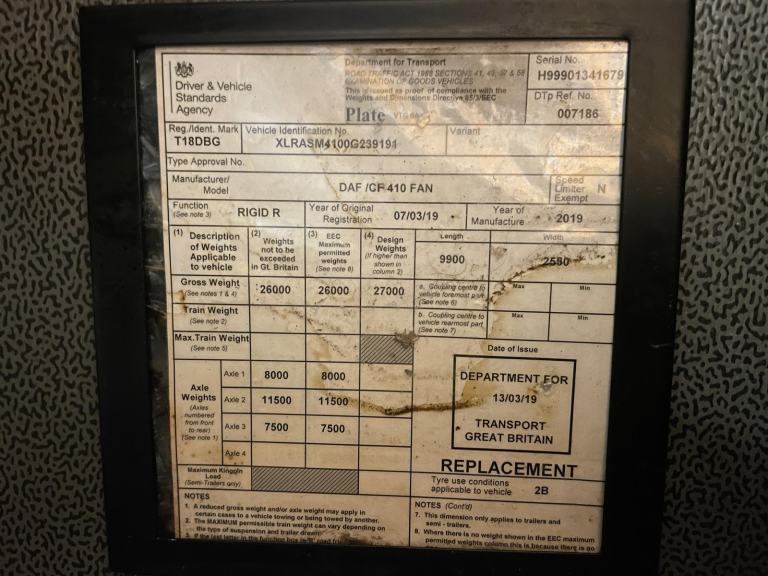 Driver & Vehicle
Standards
Agency
Department for Transport
ROAD TRAFFIC ACT 1988 SECTIONS 41, 49, 57 & 58
EXAMINATION OF GOODS VEHICLES
This is issued as proof of compliance with the
Weights and Dimensions Directive 85/3/EEC
Plate VTG
Serial No.
H99901341679
DTp Ref. No.
007186
Reg./Ident. Mark
T18DBG
Vehicle Identification No.
XLRASM4100G239191
Variant
Type Approval No.
Manufacturer/
Model
DAF /CF 410 FAN
Speed
Limiter
Exempt
N
Function
(See note 3)
RIGID R
Year of Original
Registration
07/03/19
Year of
Manufacture
2019
(1) Description
of Weights
Applicable
to vehicle
(2) Weights
not to be
exceeded
in Gt. Britain
(3) EEC
Maximum
permitted
weights
(See note 8)
(4) Design
Weights
(if higher than
shown in
column 2)
Length
9900
Width
2550
Gross Weight
(See notes 1 & 4)
26000
26000
27000
a. Coupling centre to
vehicle foremost part
(See note 6)
Max
Min
Train Weight
(See note 2)
b. Coupling centre to
vehicle rearmost part
(See note 7)
Max
Min
Max.Train Weight
(See note 5)
Axle
Weights
(Axles
numbered
from front
to rear)
(See note 1)
Axle 1
8000
8000
Axle 2
11500
11500
Axle 3
7500
7500
Axle 4
Maximum Kingpin
Load
(Semi-Trailers only)
Date of Issue
DEPARTMENT FOR
13/03/19
TRANSPORT
GREAT BRITAIN
REPLACEMENT
Tyre use conditions
applicable to vehicle
2B
NOTES
1. A reduced gross weight and/or axle weight may apply in
certain cases to a vehicle towing or being towed by another.
2. The MAXIMUM permissible train weight can vary depending on
the type of suspension and trailer drawn.
3. If the last letter in the function box is
NOTES (Cont'd)
7. This dimension only applies to trailers and
semi - trailers.
8. Where there is no weight shown in the EEC maximum
permitted weights column this is because there is no